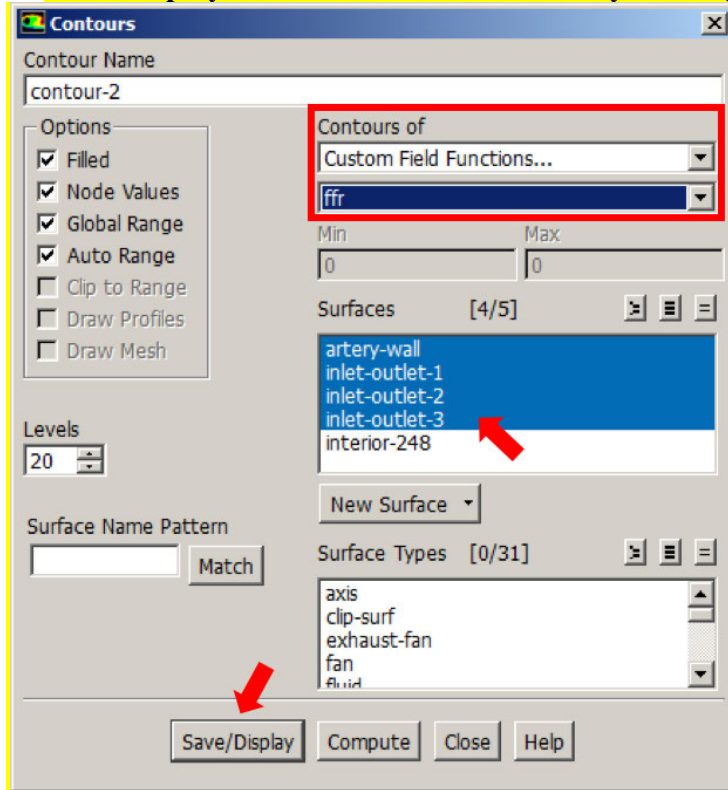 Contours
Contour Name
contour-2
Options
Filled
Node Values
Global Range
Auto Range
Clip to Range
Draw Profiles
Draw Mesh
Levels
20
Surface Name Pattern
Match
Contours of
Custom Field Functions...
ffr
Min Max
0 0
Surfaces [4/5]
artery-wall
inlet-outlet-1
inlet-outlet-2
inlet-outlet-3
interior-248
New Surface
Surface Types [0/31]
axis
clip-surf
exhaust-fan
fan
fluid
Save/Display Compute Close Help